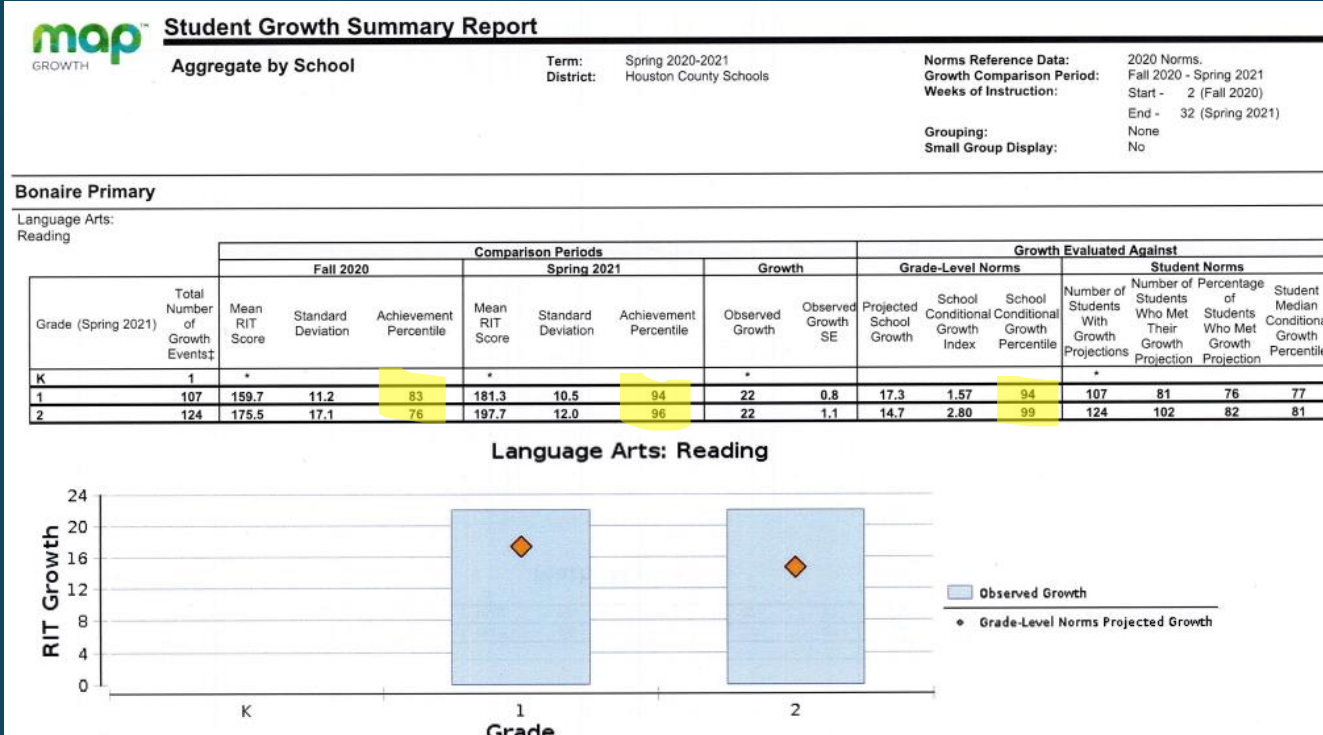 map™
GROWTH
Student Growth Summary Report
Aggregate by School
Term: Spring 2020-2021
District: Houston County Schools
Norms Reference Data: 2020 Norms.
Growth Comparison Period: Fall 2020 - Spring 2021
Weeks of Instruction: Start - 2 (Fall 2020)
End - 32 (Spring 2021)
Grouping: None
Small Group Display: No
Bonaire Primary
Language Arts:
Reading
Comparison Periods Growth Evaluated Against
Fall 2020 Spring 2021 Growth Grade-Level Norms Student Norms
Grade (Spring 2021)
Total
Number
of
Growth
Events‡
Mean
RIT
Score
Standard
Deviation
Achievement
Percentile
Mean
RIT
Score
Standard
Deviation
Achievement
Percentile
Observed
Growth
Observed
Growth
SE
Projected
School
Growth
School
Conditional
Growth
Index
School
Conditional
Growth
Percentile
Number of
Students
With
Growth
Projections
Number of
Students
Who Met
Their
Growth
Projection
Percentage
of
Students
Who Met
Growth
Projection
Student
Median
Conditional
Growth
Percentile
K 1 * * * *
1 107 159.7 11.2 83 181.3 10.5 94 22 0.8 17.3 1.57 94 107 81 76 77
2 124 175.5 17.1 76 197.7 12.0 96 22 1.1 14.7 2.80 99 124 102 82 81
Language Arts: Reading
RIT Growth
24
20
16
12
8
4
0
K 1 2
Grade
Observed Growth
Grade-Level Norms Projected Growth